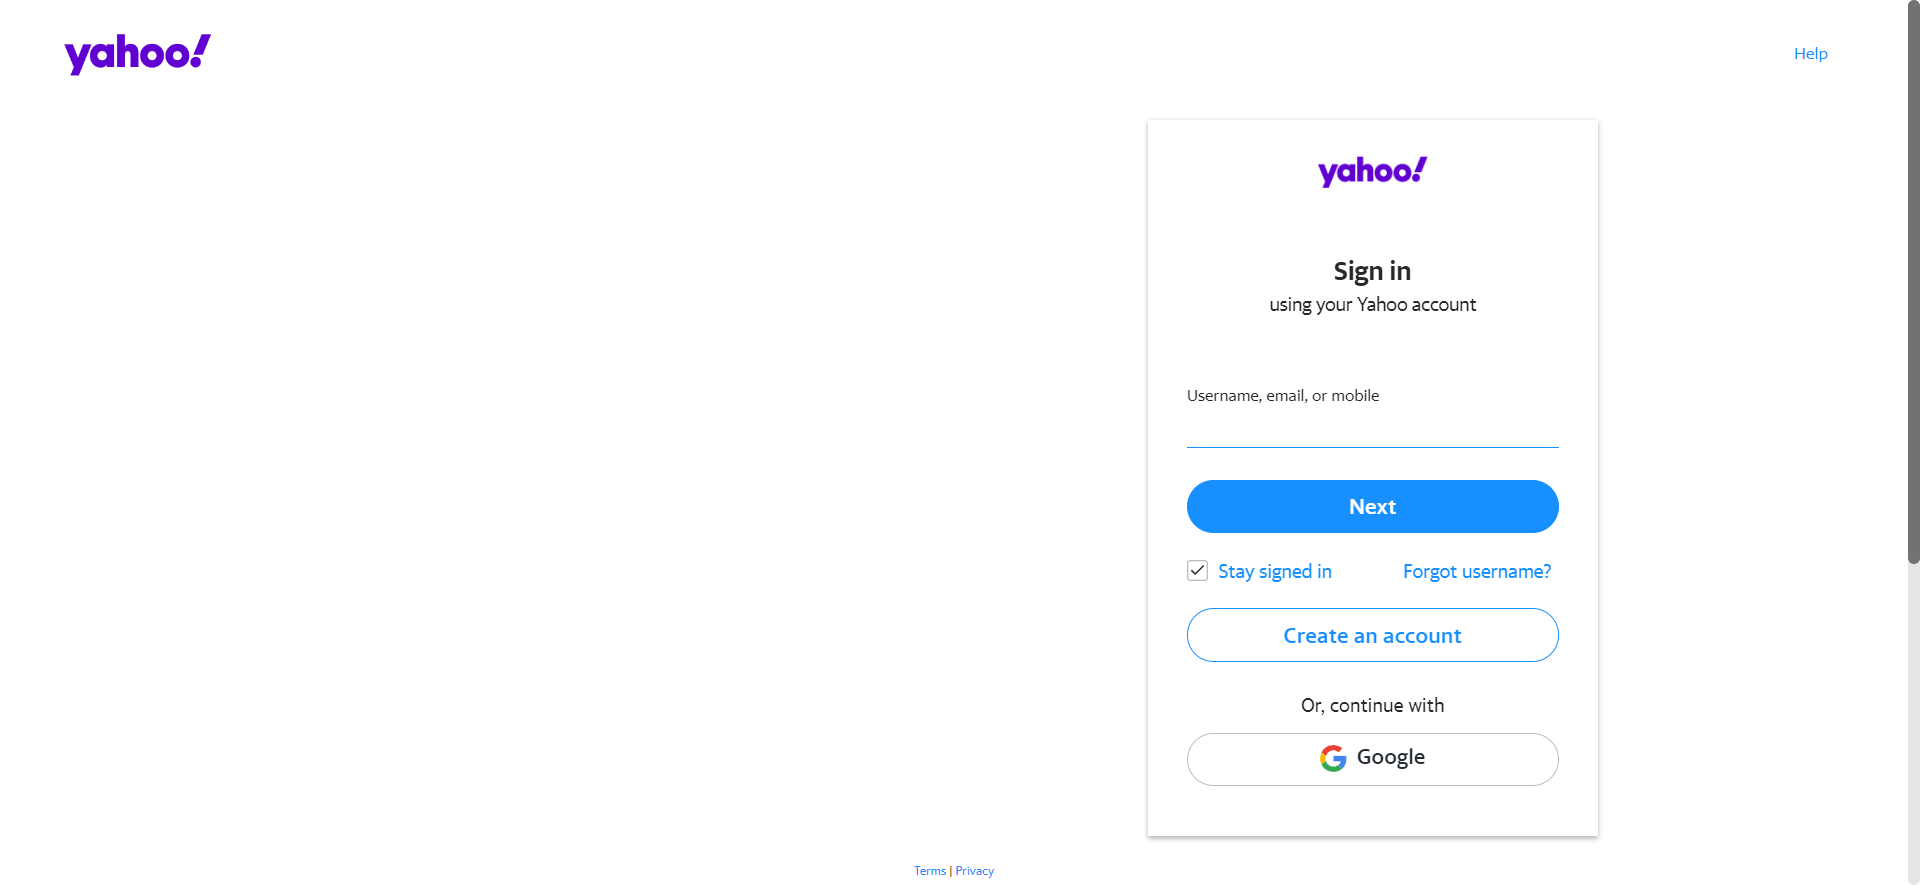 yahoo!
Help
yahoo!
Sign in
using your Yahoo account
Username, email, or mobile
Next
Stay signed in
Forgot username?
Create an account
Or, continue with
Google
Terms | Privacy